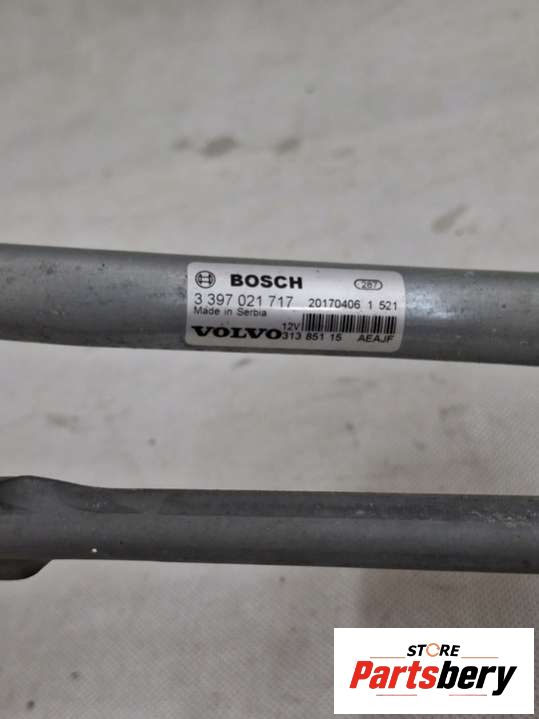 BOSCH 267
3 397 021 717 20170406 1 521
Made in Serbia
VOLVO 12V
313 851 15 AEAJF
STORE
Partsbery